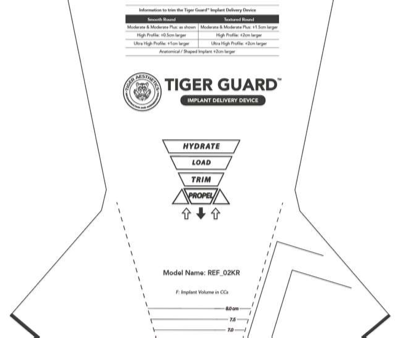 Information to trim the Tiger Guard™ Implant Delivery Device
Smooth Round Textured Round
Moderate & Moderate Plus: as shown Moderate & Moderate Plus: +1.5cm larger
High Profile: +0.5cm larger High Profile: +2cm larger
Ultra High Profile: +1cm larger Ultra High Profile: +2cm larger
Anatomical / Shaped Implant +2cm larger
TIGER AESTHETICS
TIGER GUARD™
IMPLANT DELIVERY DEVICE
HYDRATE
LOAD
TRIM
PROPEL
Model Name: REF_02KR
F: Implant Volume in CCs
8.0 cm
7.5
7.0